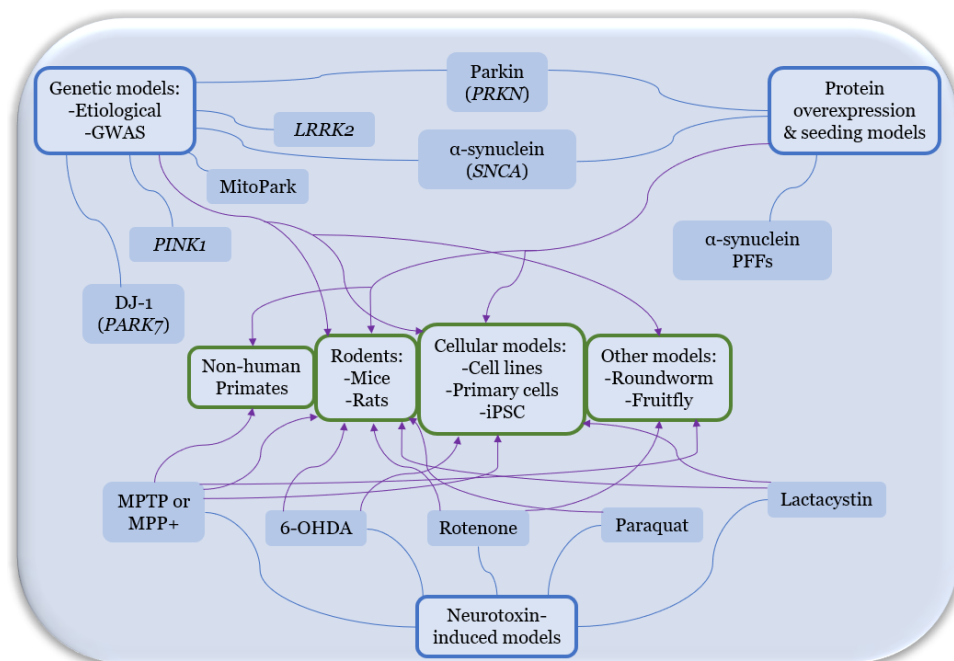 Genetic models:
-Etiological
-GWAS
Parkin
(PRKN)
Protein
overexpression
& seeding models
LRRK2
α-synuclein
(SNCA)
MitoPark
PINK1
α-synuclein
PFFs
DJ-1
(PARK7)
Non-human
Primates
Rodents:
-Mice
-Rats
Cellular models:
-Cell lines
-Primary cells
-iPSC
Other models:
-Roundworm
-Fruitfly
MPTP or
MPP+
6-OHDA
Rotenone
Paraquat
Lactacystin
Neurotoxin-
induced models